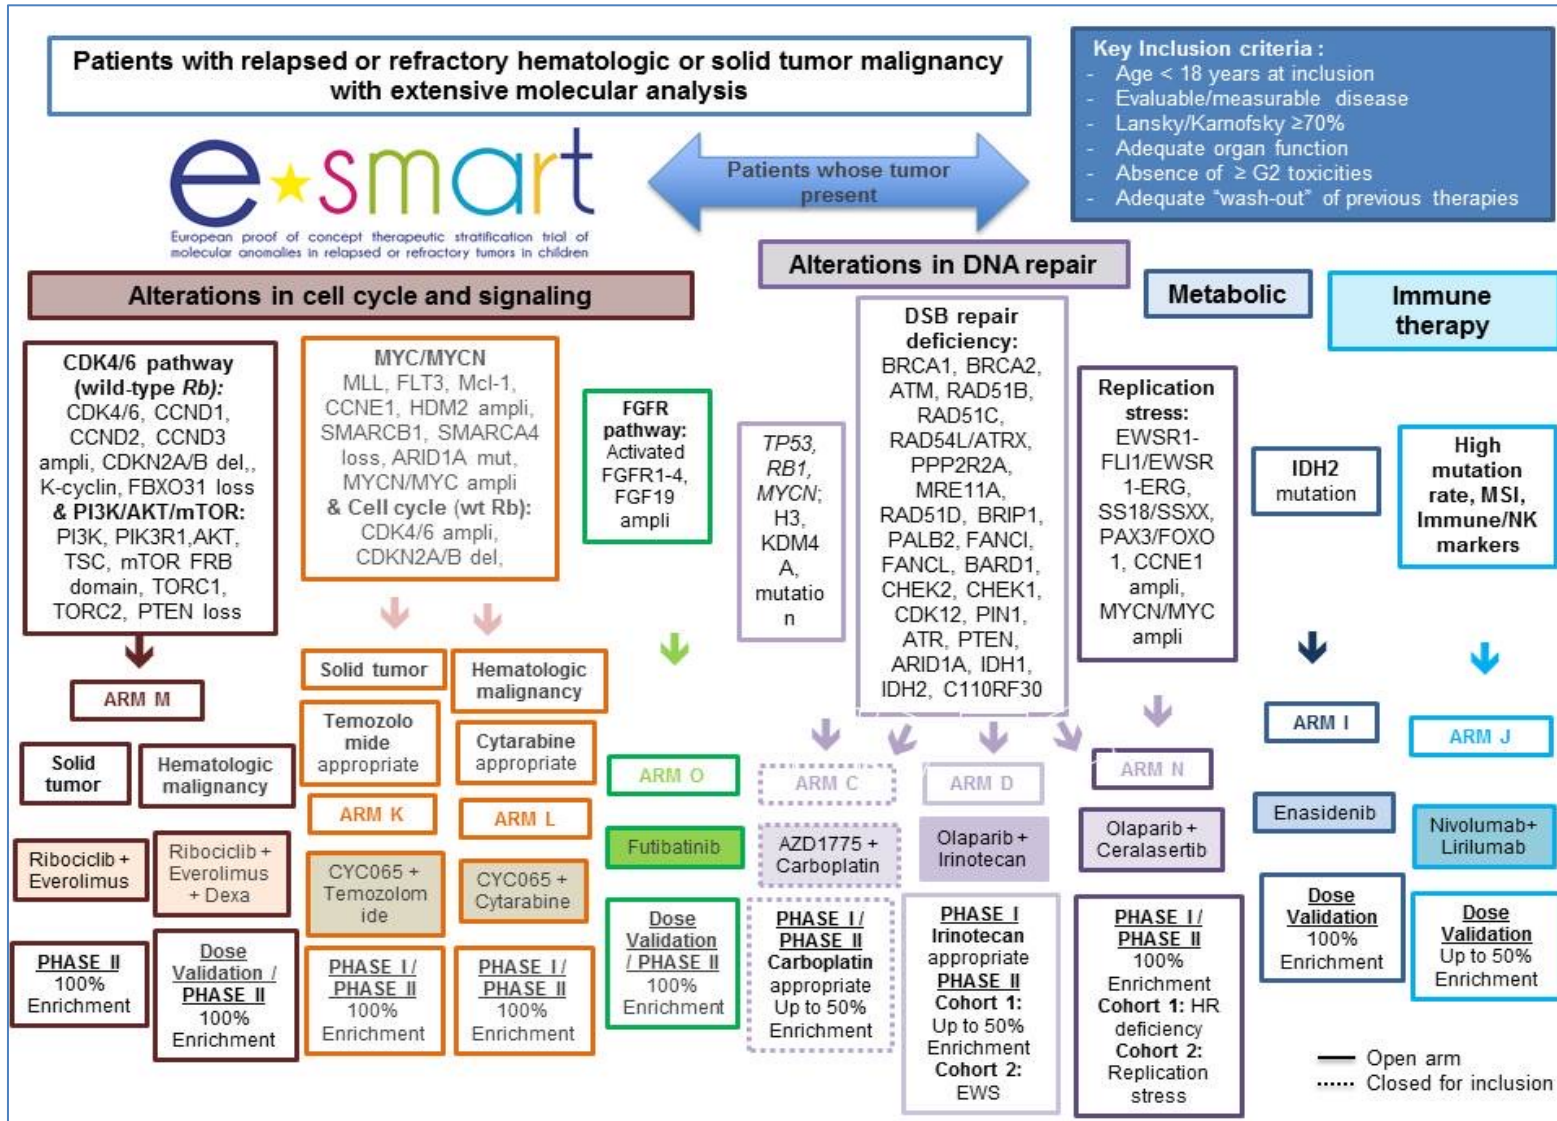 Patients with relapsed or refractory hematologic or solid tumor malignancy
with extensive molecular analysis
Key Inclusion criteria :
- Age < 18 years at inclusion
- Evaluable/measurable disease
- Lansky/Karnofsky ≥70%
- Adequate organ function
- Absence of ≥ G2 toxicities
- Adequate “wash-out” of previous therapies
e smart
European proof of concept therapeutic stratification trial of
molecular anomalies in relapsed or refractory tumors in children
Patients whose tumor
present
Alterations in cell cycle and signaling
Alterations in DNA repair
Metabolic
Immune
therapy
CDK4/6 pathway
(wild-type Rb):
CDK4/6, CCND1,
CCND2, CCND3
ampli, CDKN2A/B del,,
K-cyclin, FBXO31 loss
& PI3K/AKT/mTOR:
PI3K, PIK3R1,AKT,
TSC, mTOR FRB
domain, TORC1,
TORC2, PTEN loss
MYC/MYCN
MLL, FLT3, Mcl-1,
CCNE1, HDM2 ampli,
SMARCB1, SMARCA4
loss, ARID1A mut,
MYCN/MYC ampli
& Cell cycle (wt Rb):
CDK4/6 ampli,
CDKN2A/B del,
FGFR
pathway:
Activated
FGFR1-4,
FGF19
ampli
TP53,
RB1,
MYCN;
H3,
KDM4
A,
mutatio
n
DSB repair
deficiency:
BRCA1, BRCA2,
ATM, RAD51B,
RAD51C,
RAD54L/ATRX,
PPP2R2A,
MRE11A,
RAD51D, BRIP1,
PALB2, FANCI,
FANCL, BARD1,
CHEK2, CHEK1,
CDK12, PIN1,
ATR, PTEN,
ARID1A, IDH1,
IDH2, C110RF30
Replication
stress:
EWSR1-
FLI1/EWSR
1-ERG,
SS18/SSXX,
PAX3/FOXO
1, CCNE1
ampli,
MYCN/MYC
ampli
IDH2
mutation
High
mutation
rate, MSI,
Immune/NK
markers
ARM M
Solid
tumor
Hematologic
malignancy
Ribociclib +
Everolimus
Ribociclib +
Everolimus
+ Dexa
PHASE II
100%
Enrichment
Dose
Validation /
PHASE II
100%
Enrichment
Solid tumor
Temozolo
mide
appropriate
ARM K
CYC065 +
Temozolom
ide
PHASE I /
PHASE II
100%
Enrichment
Hematologic
malignancy
Cytarabine
appropriate
ARM L
CYC065 +
Cytarabine
PHASE I /
PHASE II
100%
Enrichment
ARM O
Futibatinib
Dose
Validation
/ PHASE II
100%
Enrichment
ARM C
AZD1775 +
Carboplatin
PHASE I /
PHASE II
Carboplatin
appropriate
Up to 50%
Enrichment
ARM D
Olaparib +
Irinotecan
PHASE I
Irinotecan
appropriate
PHASE II
Cohort 1:
Up to 50%
Enrichment
Cohort 2:
EWS
ARM N
Olaparib +
Ceralasertib
PHASE I /
PHASE II
100%
Enrichment
Cohort 1: HR
deficiency
Cohort 2:
Replication
stress
ARM I
Enasidenib
Dose
Validation
100%
Enrichment
ARM J
Nivolumab+
Lirilumab
Dose
Validation
Up to 50%
Enrichment
Open arm
Closed for inclusion